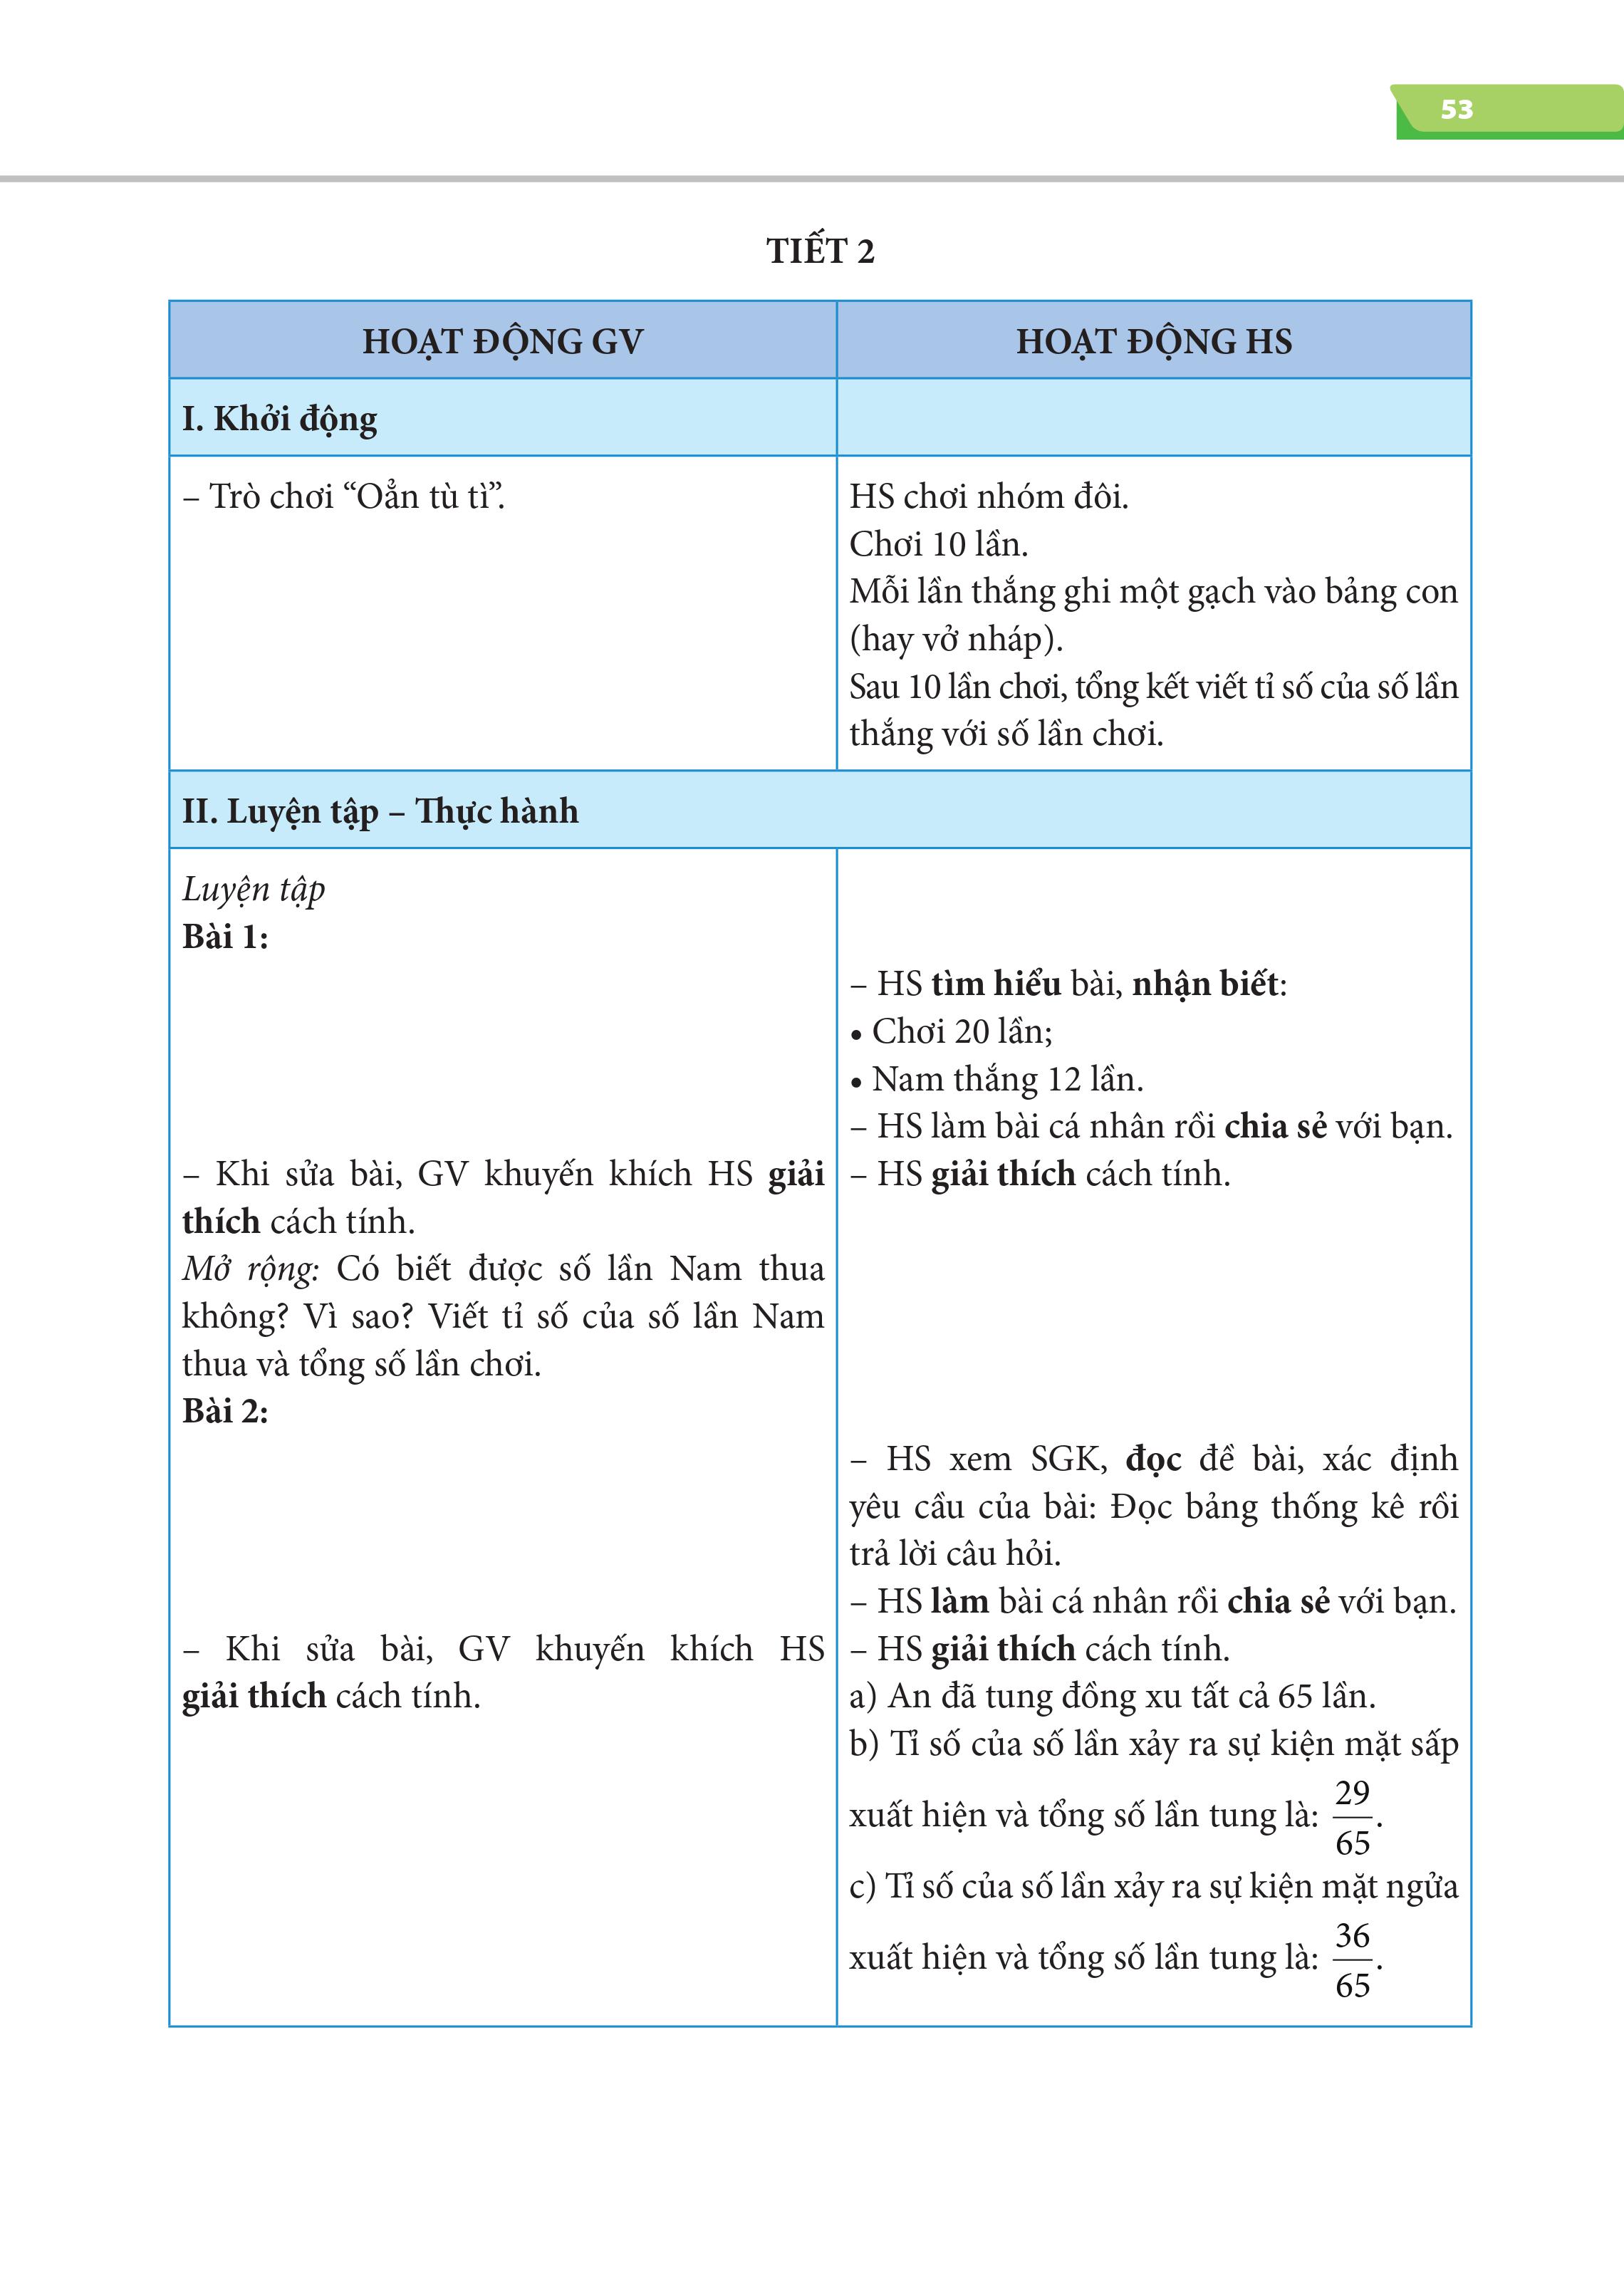 53
TIẾT 2
HOẠT ĐỘNG GV
HOẠT ĐỘNG HS
I. Khởi động
– Trò chơi “Oẳn tù tì”.
HS chơi nhóm đôi.
Chơi 10 lần.
Mỗi lần thắng ghi một gạch vào bảng con
(hay vở nháp).
Sau 10 lần chơi, tổng kết viết tỉ số của số lần
thắng với số lần chơi.
II. Luyện tập – Thực hành
Luyện tập
Bài 1:
– Khi sửa bài, GV khuyến khích HS giải
thích cách tính.
Mở rộng: Có biết được số lần Nam thua
không? Vì sao? Viết tỉ số của số lần Nam
thua và tổng số lần chơi.
Bài 2:
– Khi sửa bài, GV khuyến khích HS
giải thích cách tính.
– HS tìm hiểu bài, nhận biết:
• Chơi 20 lần;
• Nam thắng 12 lần.
– HS làm bài cá nhân rồi chia sẻ với bạn.
– HS giải thích cách tính.
– HS xem SGK, đọc đề bài, xác định
yêu cầu của bài: Đọc bảng thống kê rồi
trả lời câu hỏi.
– HS làm bài cá nhân rồi chia sẻ với bạn.
– HS giải thích cách tính.
a) An đã tung đồng xu tất cả 65 lần.
b) Tỉ số của số lần xảy ra sự kiện mặt sấp
xuất hiện và tổng số lần tung là: 29/65.
c) Tỉ số của số lần xảy ra sự kiện mặt ngửa
xuất hiện và tổng số lần tung là: 36/65.